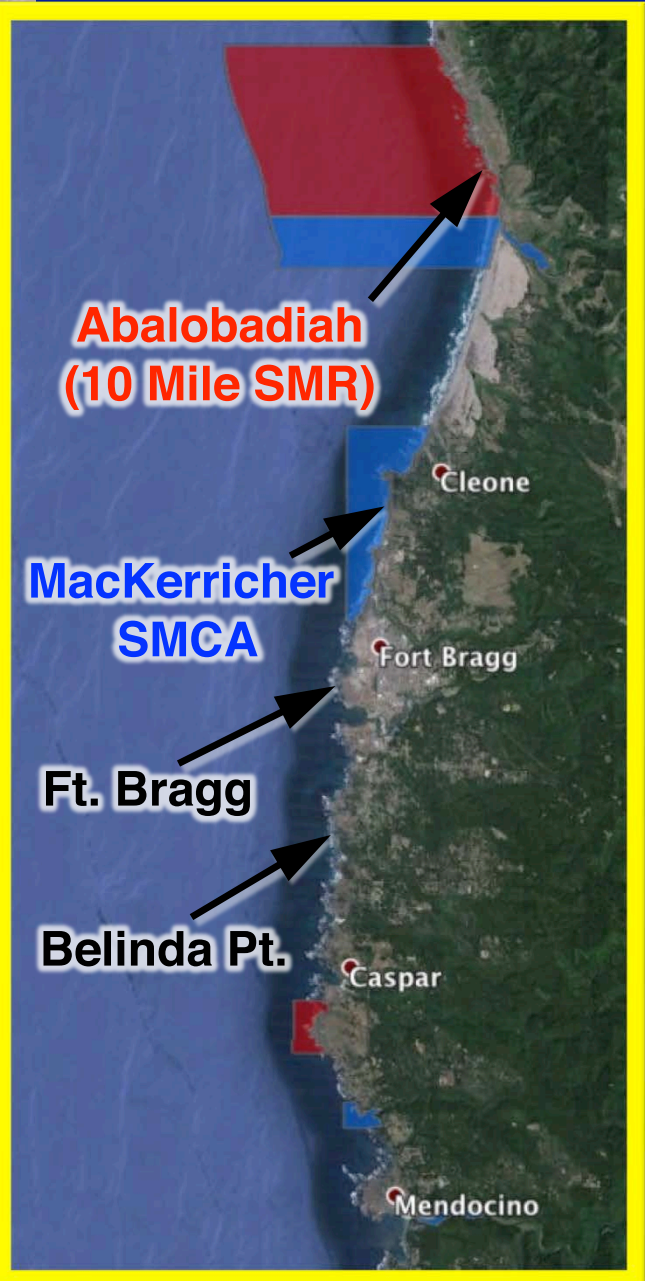 Abalobadiah
(10 Mile SMR)
Cleone
MacKerricher
SMCA
Fort Bragg
Ft. Bragg
Belinda Pt.
Caspar
Mendocino